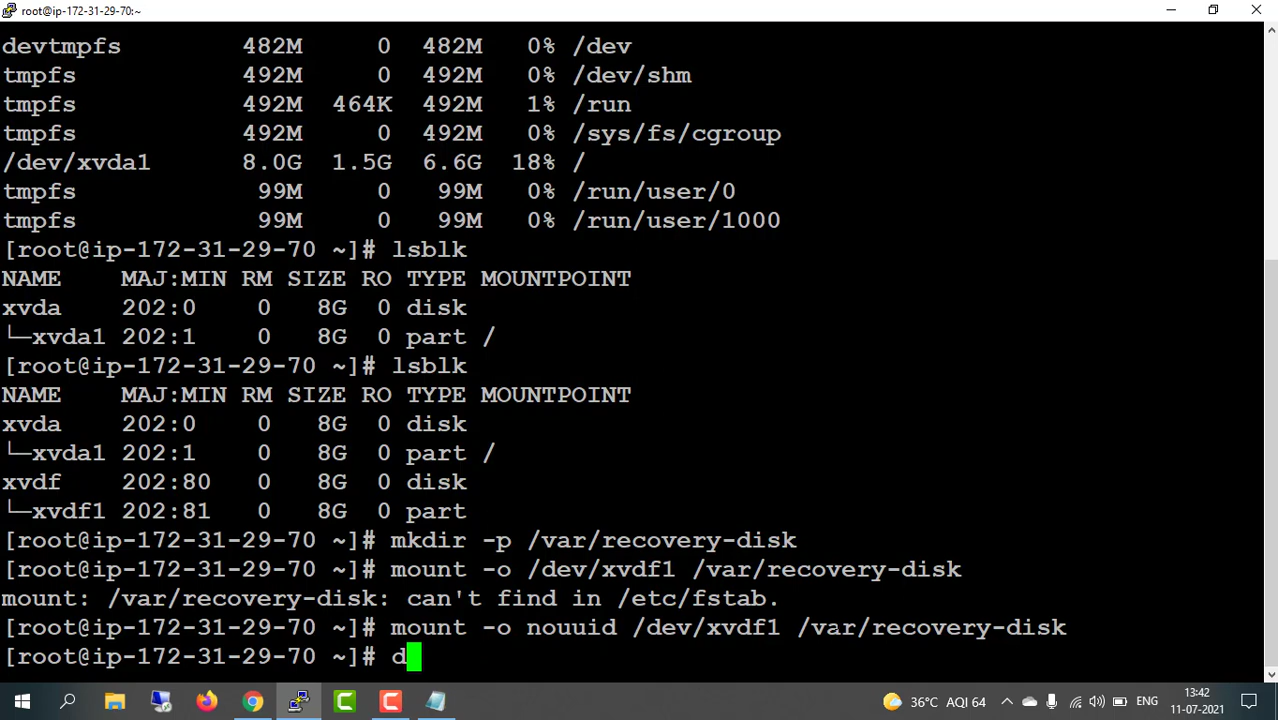 root@ip-172-31-29-70:~
devtmpfs 482M 0 482M 0% /dev
tmpfs 492M 0 492M 0% /dev/shm
tmpfs 492M 464K 492M 1% /run
tmpfs 492M 0 492M 0% /sys/fs/cgroup
/dev/xvda1 8.0G 1.5G 6.6G 18% /
tmpfs 99M 0 99M 0% /run/user/0
tmpfs 99M 0 99M 0% /run/user/1000
[root@ip-172-31-29-70 ~]# lsblk
NAME MAJ:MIN RM SIZE RO TYPE MOUNTPOINT
xvda 202:0 0 8G 0 disk
└─xvda1 202:1 0 8G 0 part /
[root@ip-172-31-29-70 ~]# lsblk
NAME MAJ:MIN RM SIZE RO TYPE MOUNTPOINT
xvda 202:0 0 8G 0 disk
└─xvda1 202:1 0 8G 0 part /
xvdf 202:80 0 8G 0 disk
└─xvdf1 202:81 0 8G 0 part
[root@ip-172-31-29-70 ~]# mkdir -p /var/recovery-disk
[root@ip-172-31-29-70 ~]# mount -o /dev/xvdf1 /var/recovery-disk
mount: /var/recovery-disk: can't find in /etc/fstab.
[root@ip-172-31-29-70 ~]# mount -o nouuid /dev/xvdf1 /var/recovery-disk
[root@ip-172-31-29-70 ~]# d
36°C AQI 64 ENG 13:42
11-07-2021